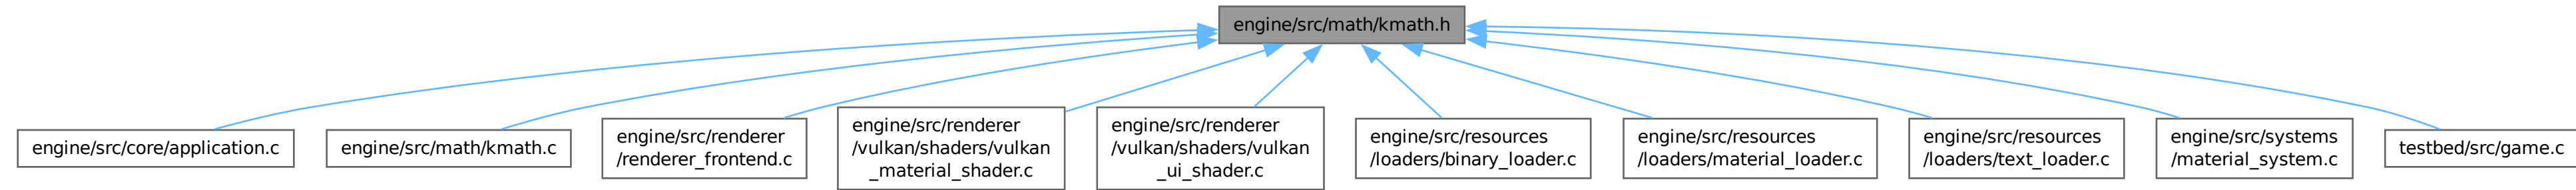 engine/src/math/kmath.h
engine/src/core/application.c
engine/src/math/kmath.c
engine/src/renderer
/renderer_frontend.c
engine/src/renderer
/vulkan/shaders/vulkan
_material_shader.c
engine/src/renderer
/vulkan/shaders/vulkan
_ui_shader.c
engine/src/resources
/loaders/binary_loader.c
engine/src/resources
/loaders/material_loader.c
engine/src/resources
/loaders/text_loader.c
engine/src/systems
/material_system.c
testbed/src/game.c